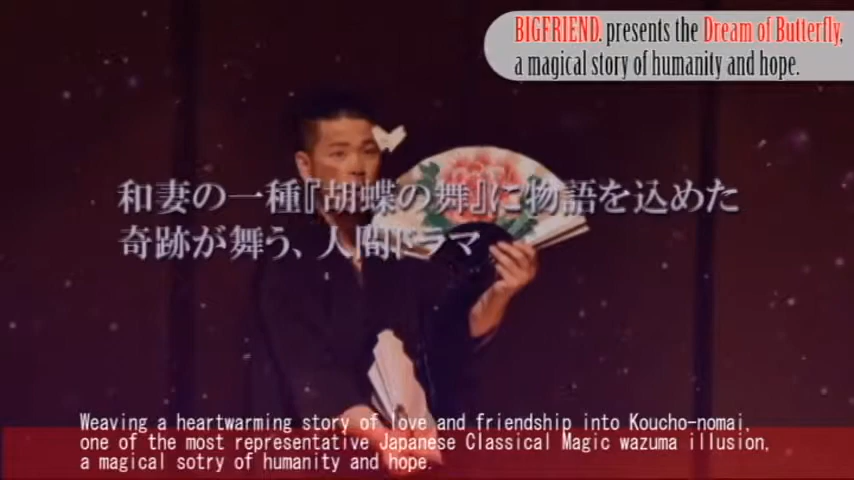 BIGFRIEND. presents the Dream of Butterfly,
a magical story of humanity and hope.
和妻の一種『胡蝶の舞』に物語を込めた
奇跡が舞う、人間ドラマ
Weaving a heartwarming story of love and friendship into Koucho-nomai,
one of the most representative Japanese Classical Magic wazuma illusion,
a magical sotry of humanity and hope.